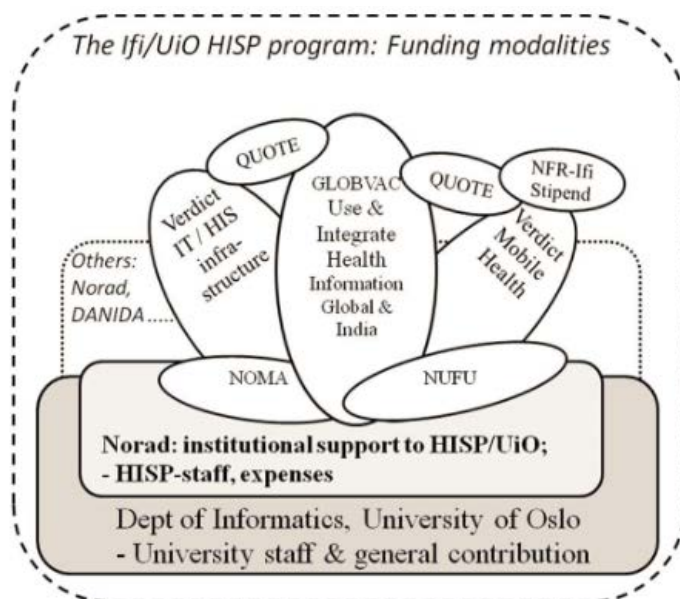 The Ifi/UiO HISP program: Funding modalities
QUOTE
Verdict
IT / HIS
infra-
structure
GLOBVAC
Use &
Integrate
Health
Information
Global &
India
QUOTE
NFR-Ifi
Stipend
Verdict
Mobile
Health
Others:
Norad,
DANIDA.....
NOMA
NUFU
Norad: institutional support to HISP/UiO;
- HISP-staff, expenses
Dept of Informatics, University of Oslo
- University staff & general contribution